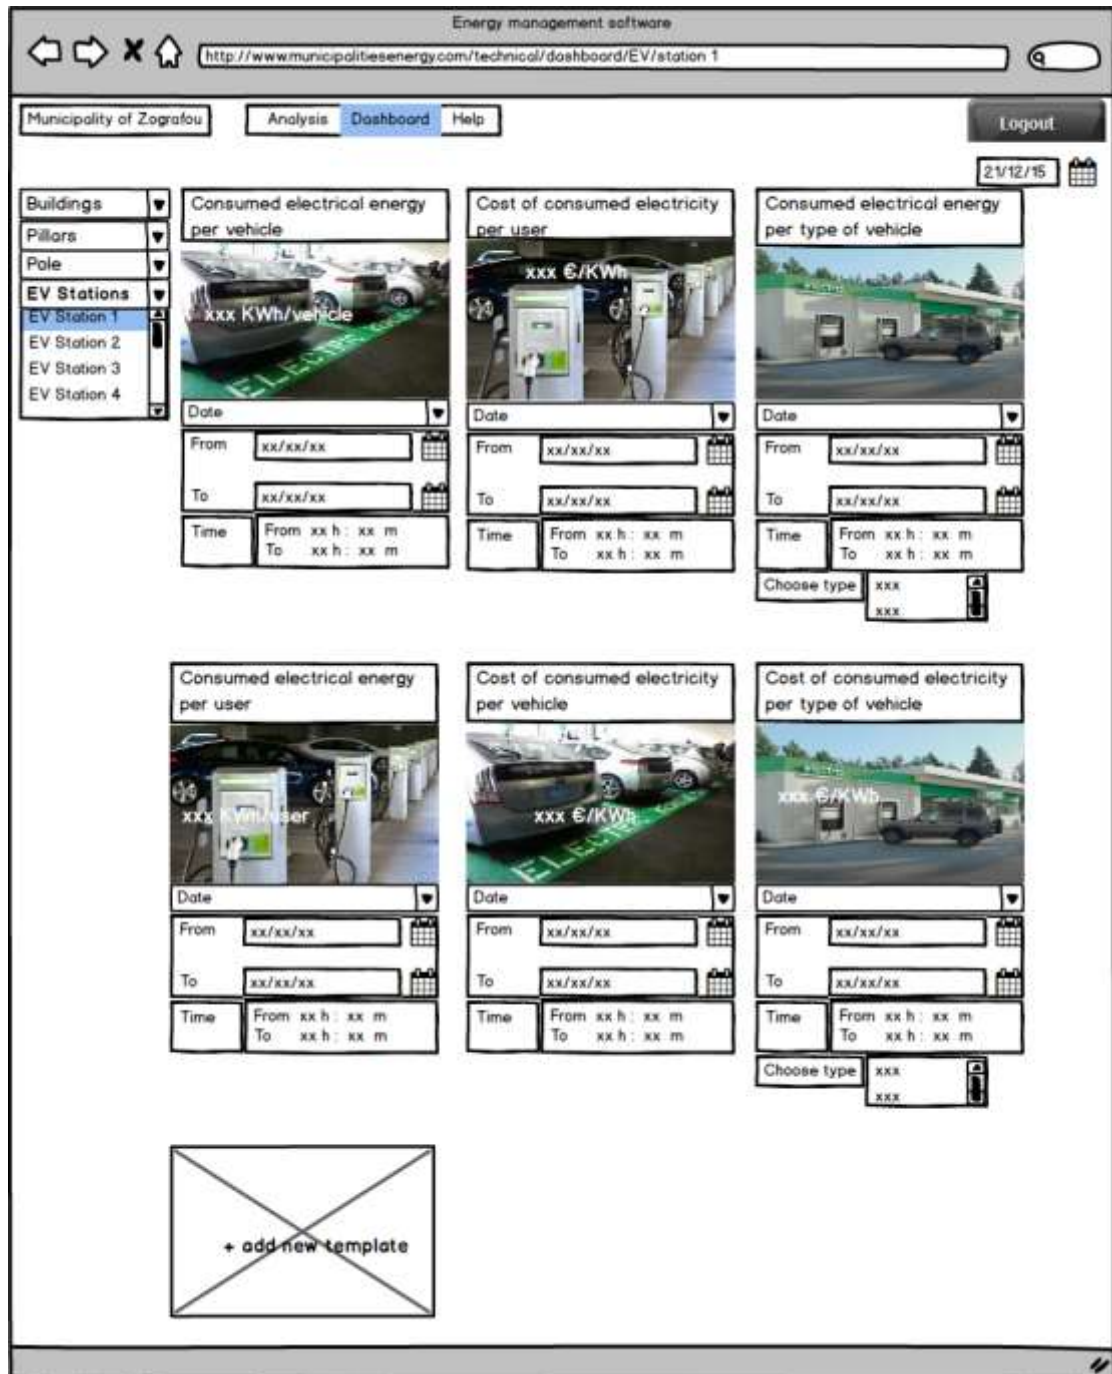 Energy management software
http://www.municipalitiesenergy.com/technical/dashboard/EV/station 1
Municipality of Zografou
Analysis Dashboard Help
Logout
21/12/15
Buildings
Pillars
Pole
EV Stations
EV Station 1
EV Station 2
EV Station 3
EV Station 4
Consumed electrical energy
per vehicle
xxx KWh/vehicle
ELECTRIC
Date
From xx/xx/xx
To xx/xx/xx
Time From xx h : xx m
To xx h : xx m
Cost of consumed electricity
per user
xxx €/KWh
Date
From xx/xx/xx
To xx/xx/xx
Time From xx h : xx m
To xx h : xx m
Consumed electrical energy
per type of vehicle
Date
From xx/xx/xx
To xx/xx/xx
Time From xx h : xx m
To xx h : xx m
Choose type xxx
xxx
Consumed electrical energy
per user
xxx KWh/user
Date
From xx/xx/xx
To xx/xx/xx
Time From xx h : xx m
To xx h : xx m
Cost of consumed electricity
per vehicle
xxx €/KWh
ELECTRIC
Date
From xx/xx/xx
To xx/xx/xx
Time From xx h : xx m
To xx h : xx m
Cost of consumed electricity
per type of vehicle
xxx €/KWh
Date
From xx/xx/xx
To xx/xx/xx
Time From xx h : xx m
To xx h : xx m
Choose type xxx
xxx
+ add new template